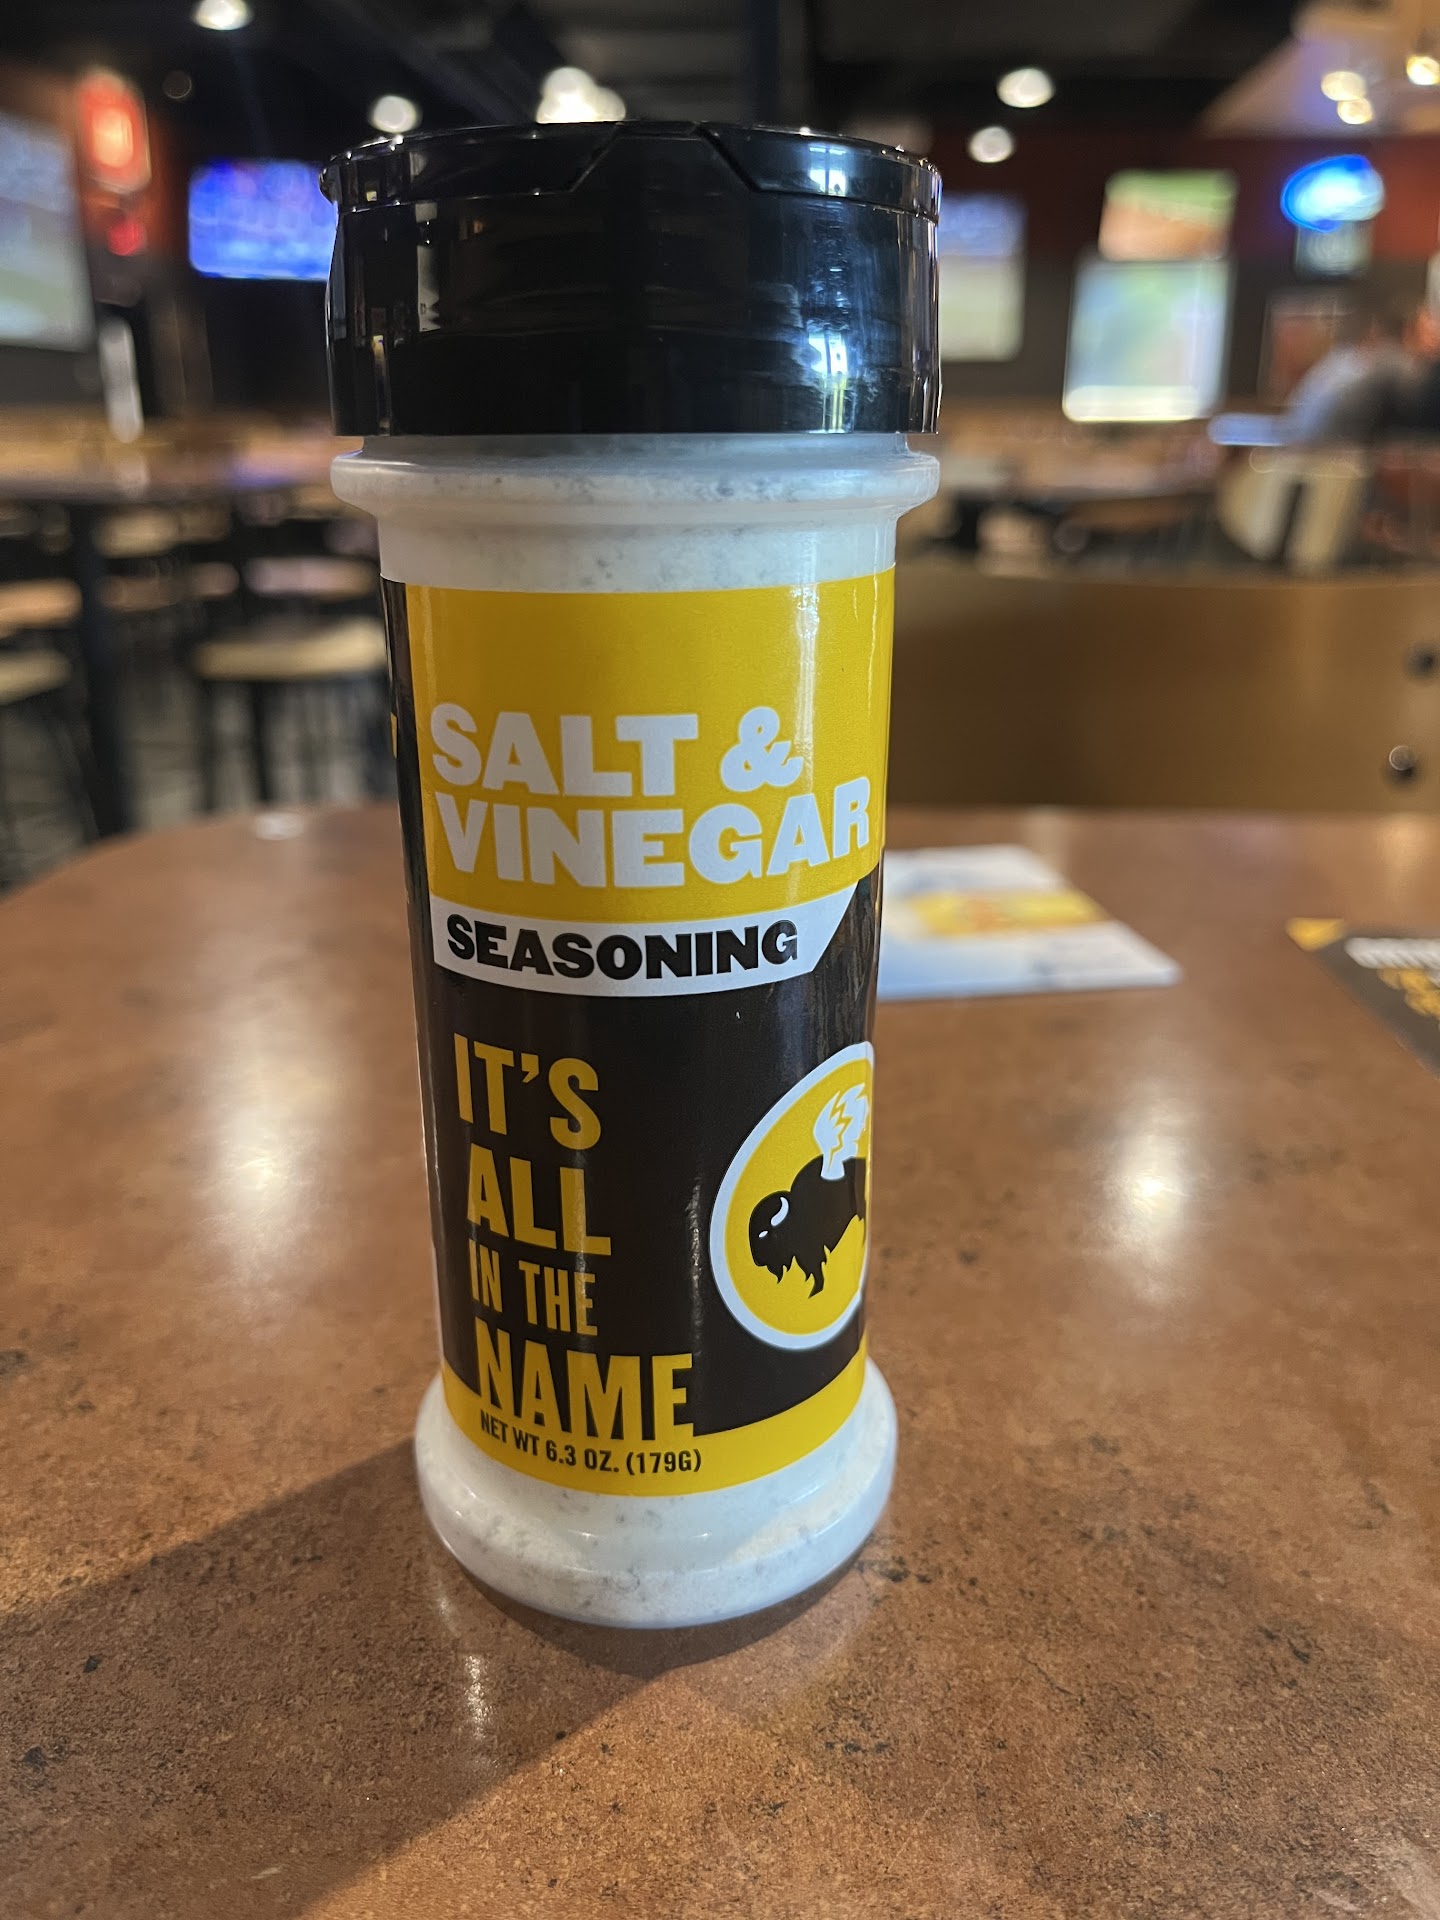 SALT &
VINEGAR
SEASONING
IT'S
ALL
IN THE
NAME
NET WT 6.3 OZ. (179G)